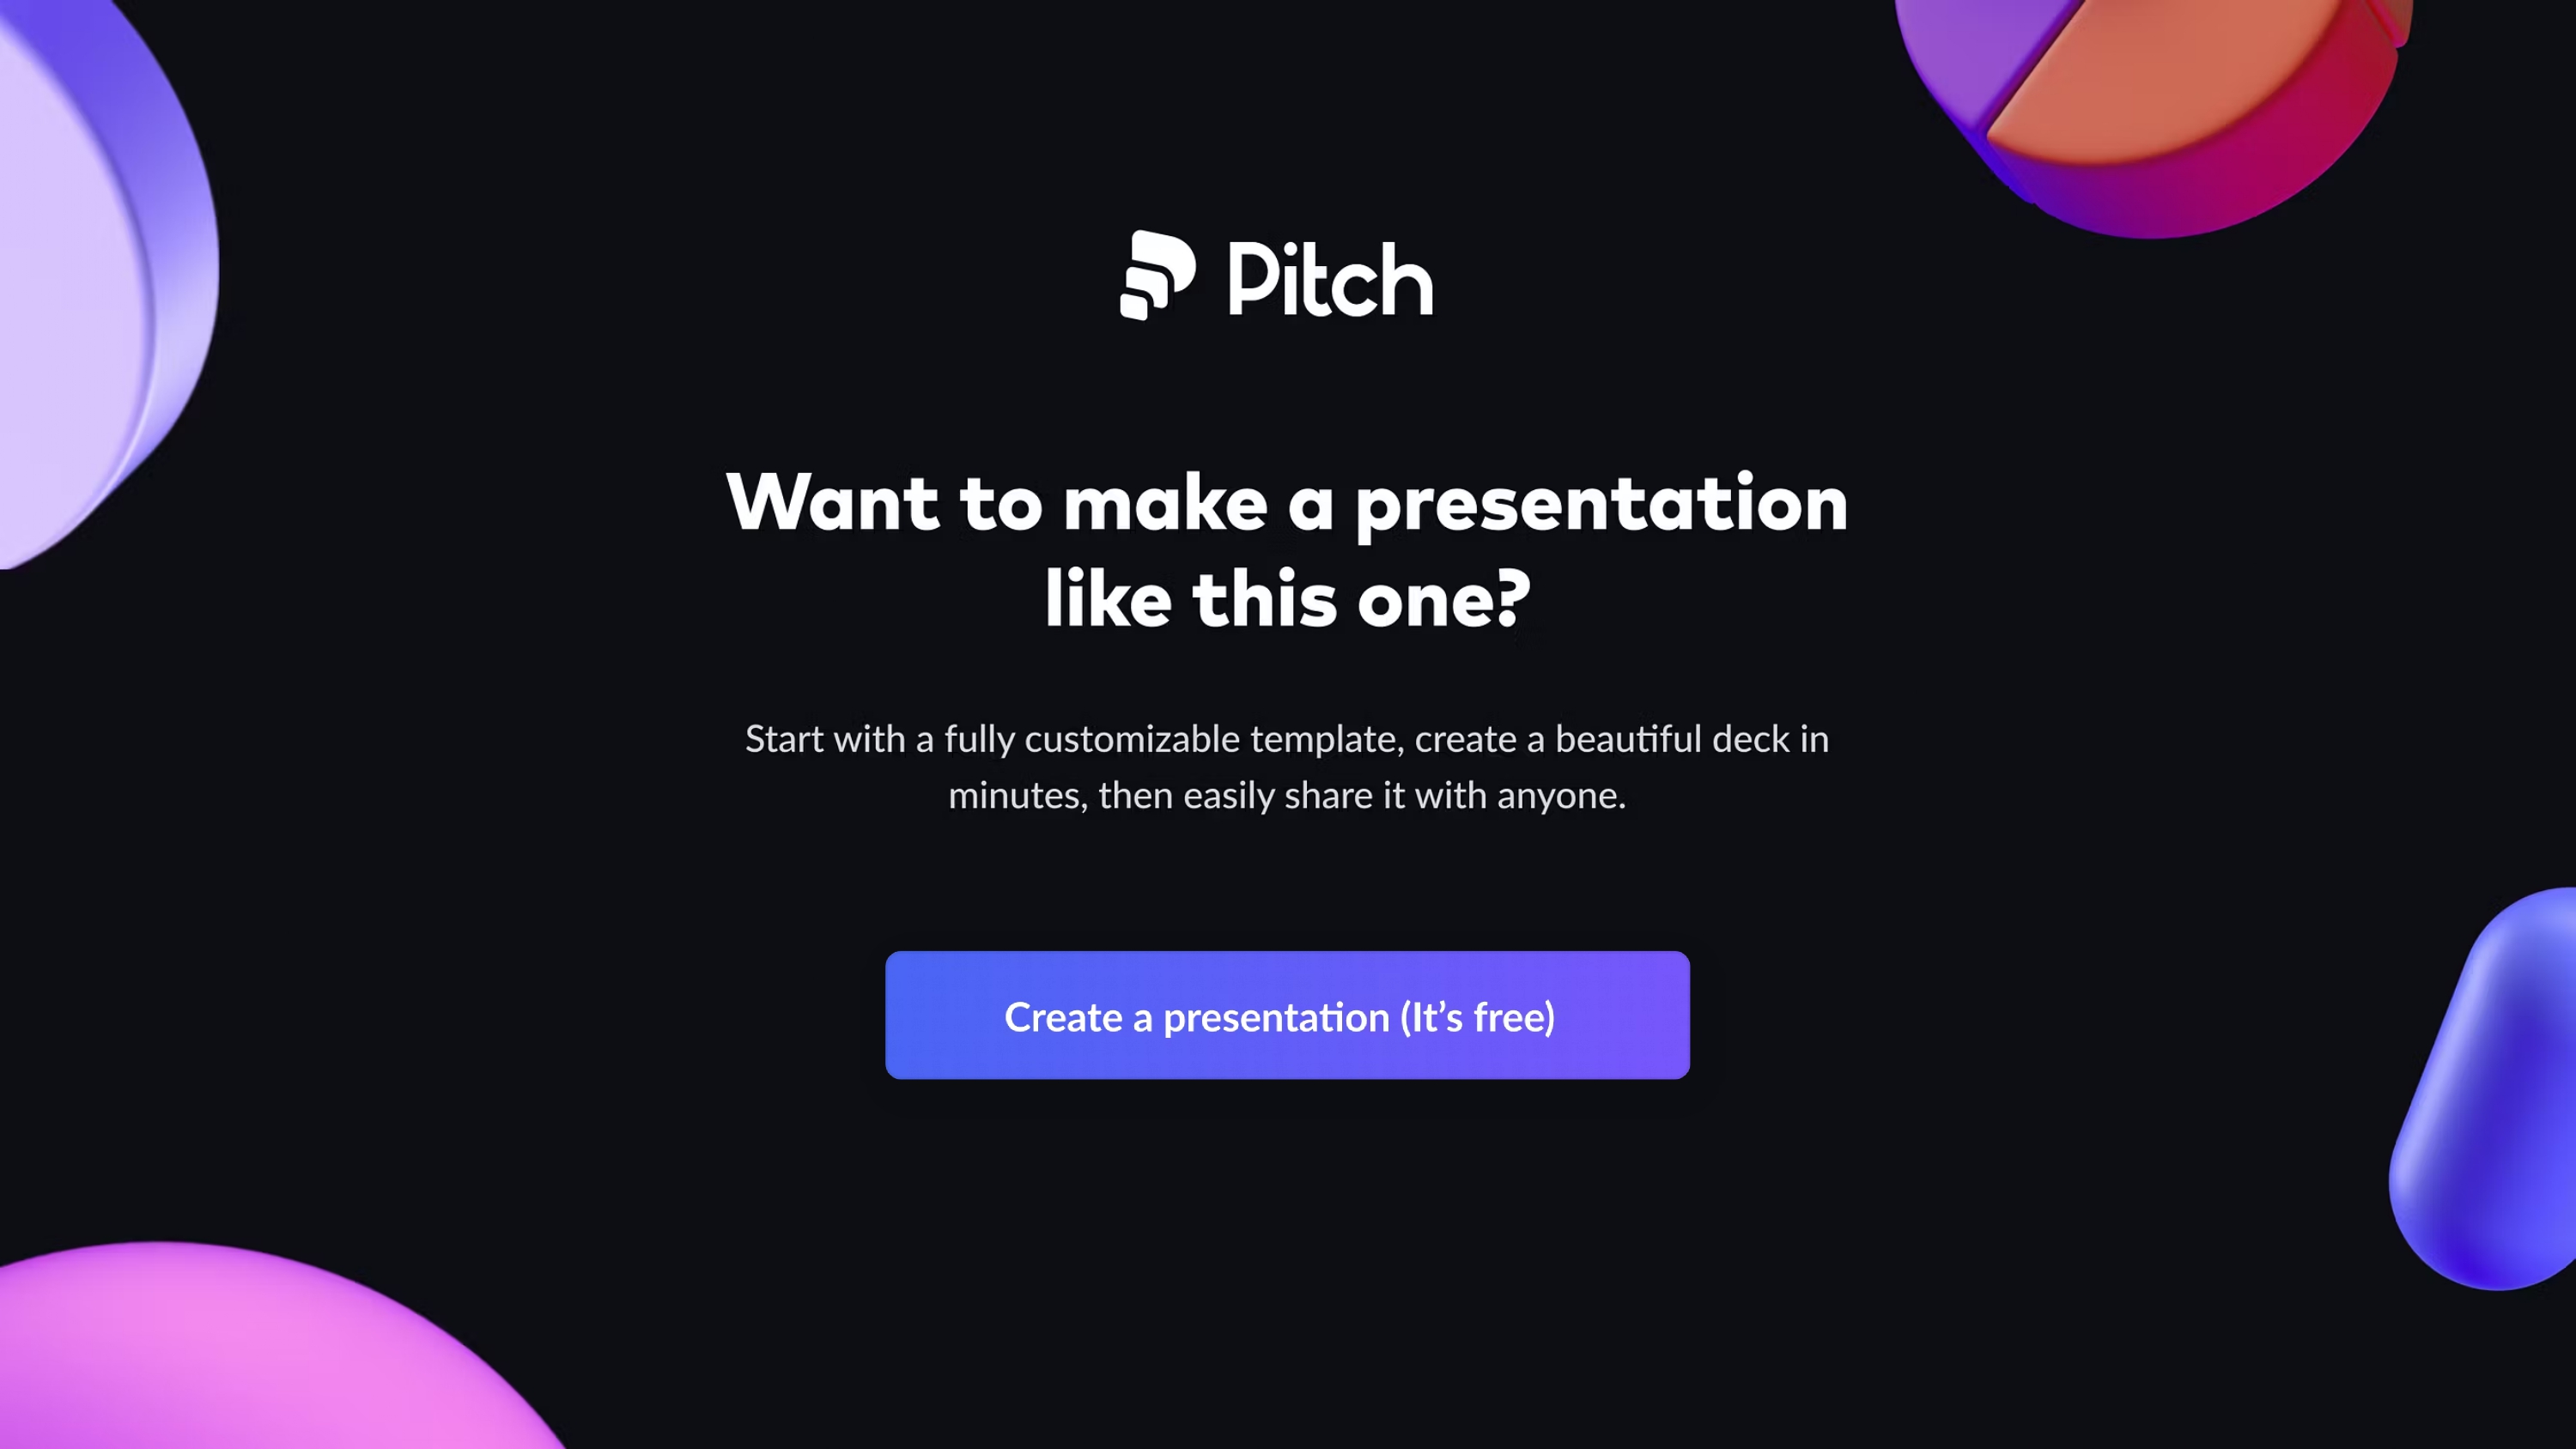 Pitch
Want to make a presentation
like this one?
Start with a fully customizable template, create a beautiful deck in
minutes, then easily share it with anyone.
Create a presentation (It’s free)